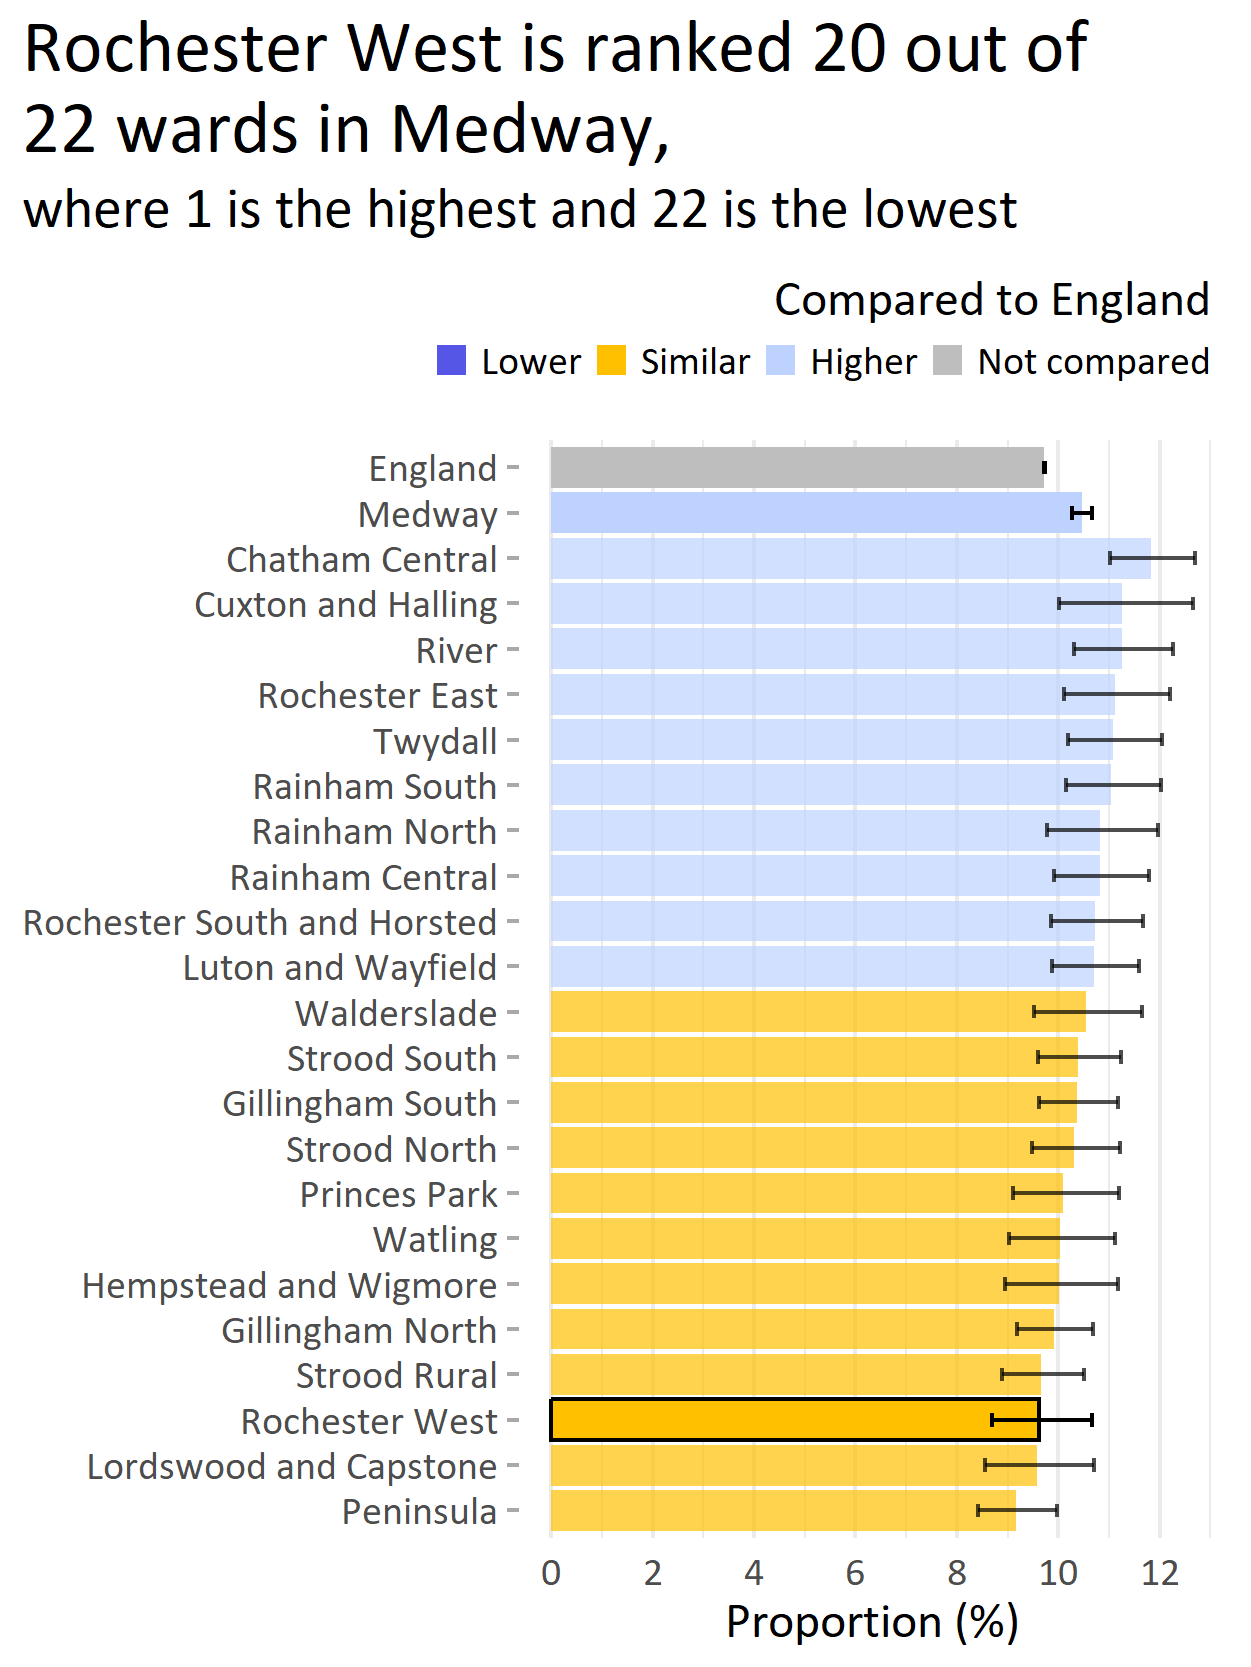 Rochester West is ranked 20 out of
22 wards in Medway,
where 1 is the highest and 22 is the lowest
Compared to England
Lower Similar Higher Not compared
England
Medway
Chatham Central
Cuxton and Halling
River
Rochester East
Twydall
Rainham South
Rainham North
Rainham Central
Rochester South and Horsted
Luton and Wayfield
Walderslade
Strood South
Gillingham South
Strood North
Princes Park
Watling
Hempstead and Wigmore
Gillingham North
Strood Rural
Rochester West
Lordswood and Capstone
Peninsula
0 2 4 6 8 10 12
Proportion (%)